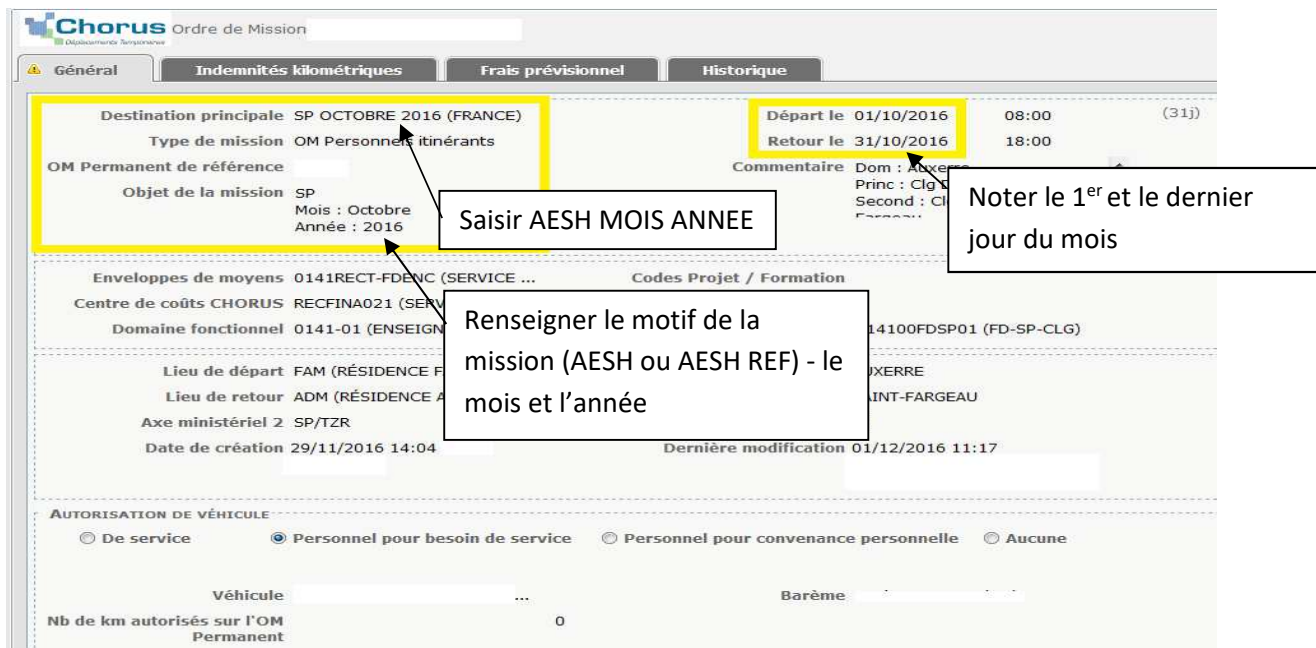 Chorus Ordre de Mission
Déplacements Temporaires
Général Indemnités kilométriques Frais prévisionnel Historique
Destination principale SP OCTOBRE 2016 (FRANCE) Départ le 01/10/2016 08:00 (31j)
Type de mission OM Personnels itinérants Retour le 31/10/2016 18:00
OM Permanent de référence Commentaire Dom : Auxerre
Objet de la mission SP Princ : Clg
Mois : Octobre Second :
Année : 2016
Saisir AESH MOIS ANNEE
Noter le 1er et le dernier
jour du mois
Enveloppes de moyens 0141RECT-FDENC (SERVICE ... Codes Projet / Formation
Centre de coûts CHORUS RECFINA021 (SERV
Domaine fonctionnel 0141-01 (ENSEIGN 14100FDSP01 (FD-SP-CLG)
Renseigner le motif de la
mission (AESH ou AESH REF) - le
mois et l'année
Lieu de départ FAM (RÉSIDENCE F UXERRE
Lieu de retour ADM (RÉSIDENCE A AINT-FARGEAU
Axe ministériel 2 SP/TZR
Date de création 29/11/2016 14:04 Dernière modification 01/12/2016 11:17
AUTORISATION DE VÉHICULE
De service Personnel pour besoin de service Personnel pour convenance personnelle Aucune
Véhicule ... Barème
Nb de km autorisés sur l'OM 0
Permanent